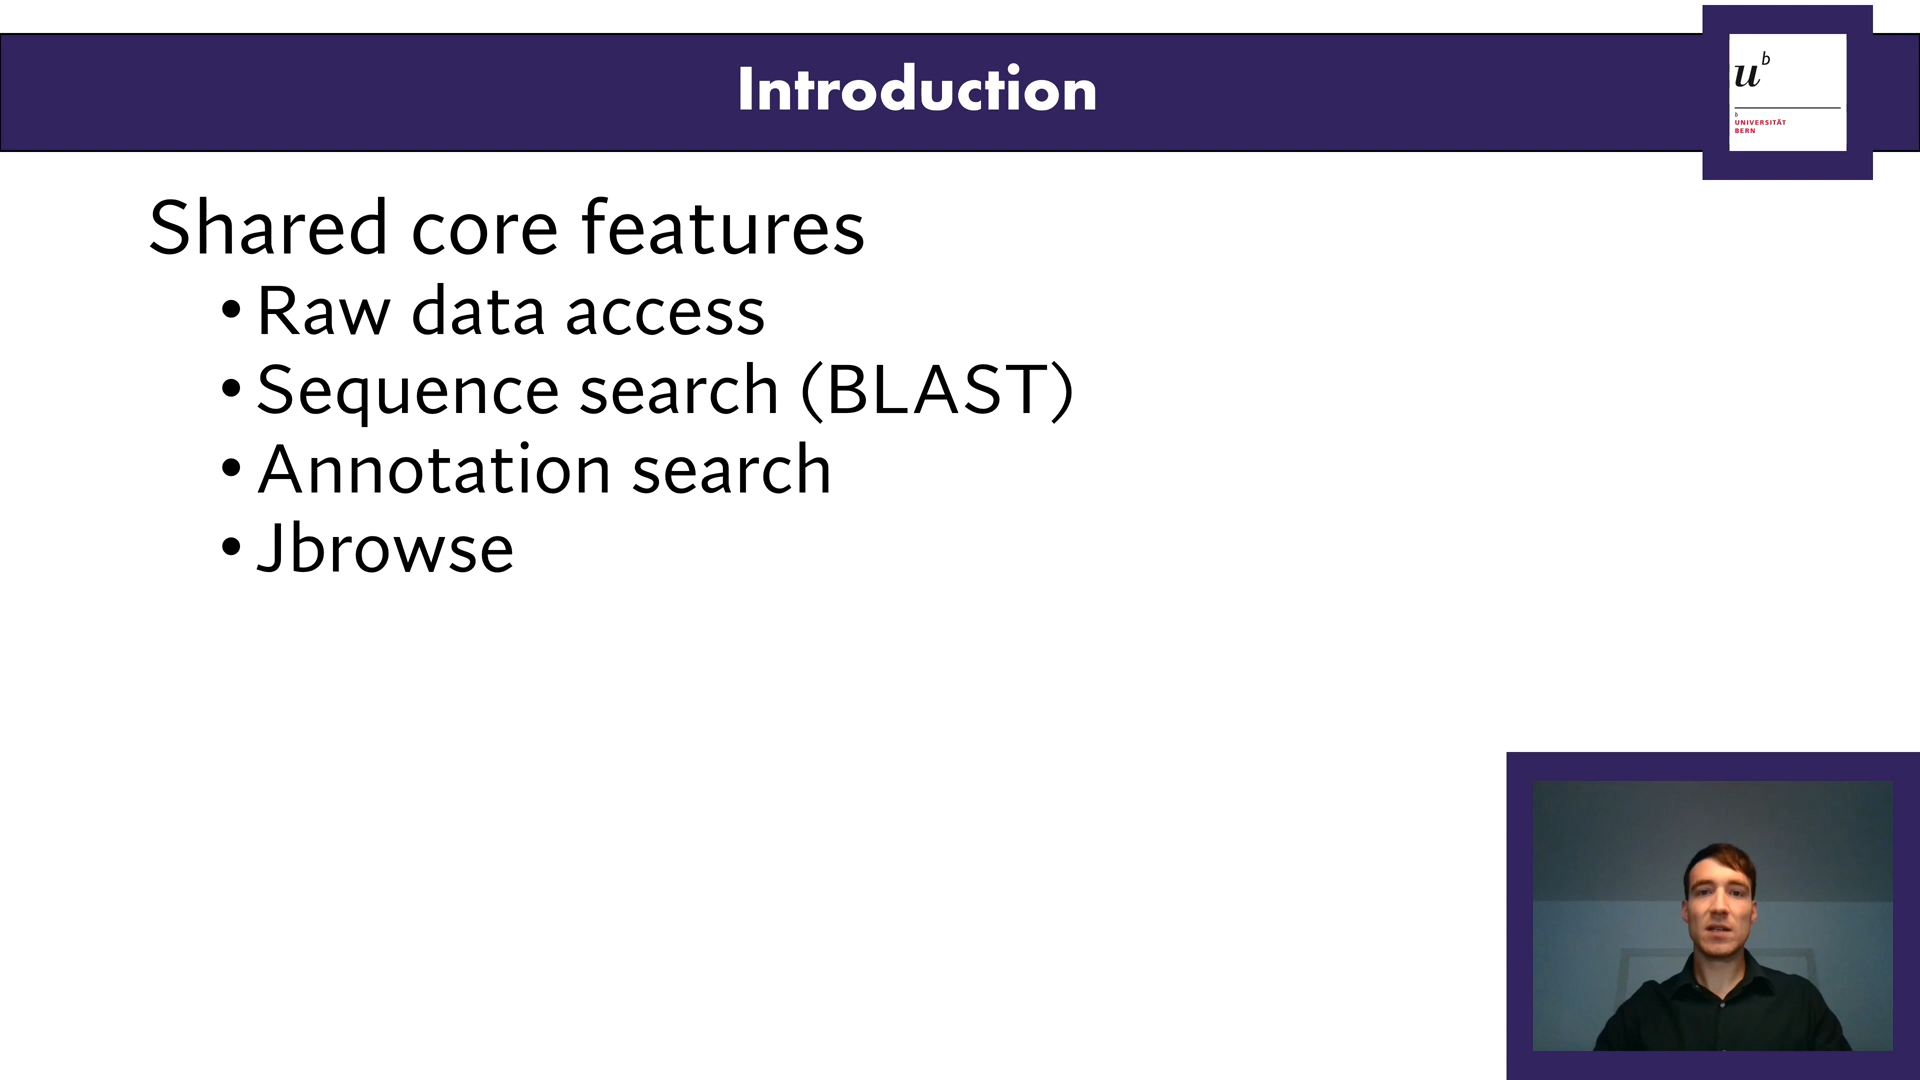 Introduction
u b
b
UNIVERSITÄT
BERN
Shared core features
• Raw data access
• Sequence search (BLAST)
• Annotation search
• Jbrowse